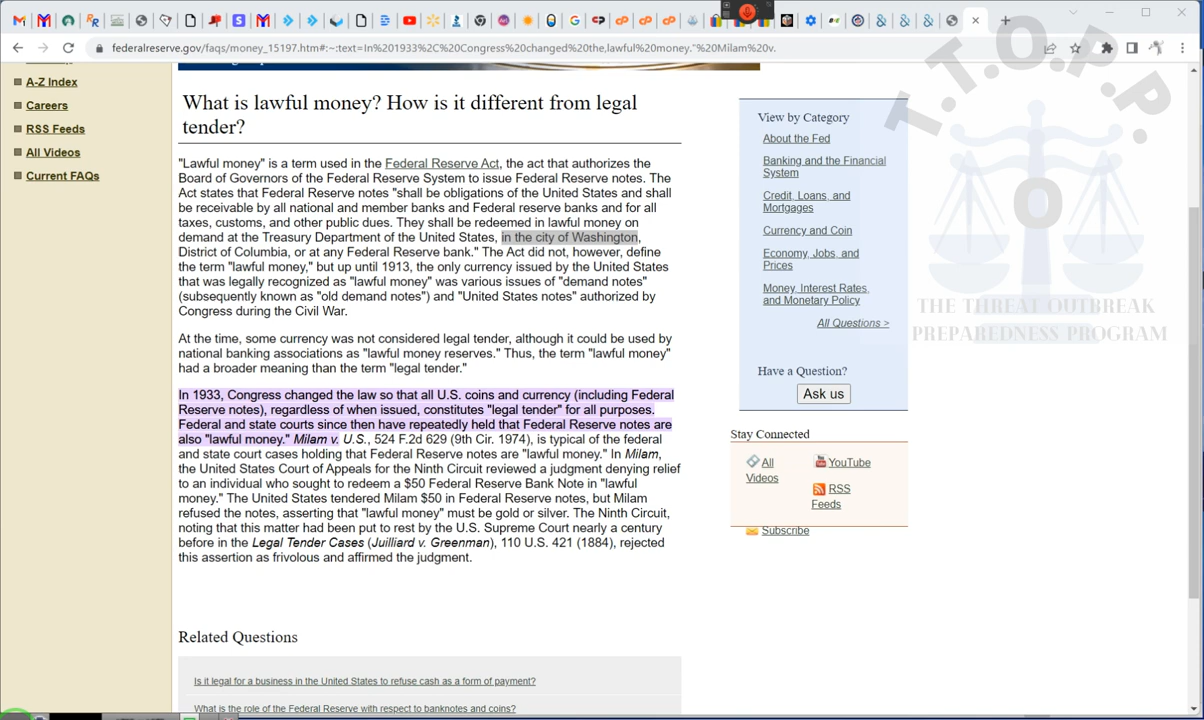 federalreserve.gov/faqs/money_15197.htm#:~:text=In%201933%2C%20Congress%20changed%20the,lawful%20money."%20Milam%20v.
A-Z Index
Careers
RSS Feeds
All Videos
Current FAQs
What is lawful money? How is it different from legal
tender?
"Lawful money" is a term used in the Federal Reserve Act, the act that authorizes the
Board of Governors of the Federal Reserve System to issue Federal Reserve notes. The
Act states that Federal Reserve notes "shall be obligations of the United States and shall
be receivable by all national and member banks and Federal reserve banks and for all
taxes, customs, and other public dues. They shall be redeemed in lawful money on
demand at the Treasury Department of the United States, in the city of Washington,
District of Columbia, or at any Federal Reserve bank." The Act did not, however, define
the term "lawful money," but up until 1913, the only currency issued by the United States
that was legally recognized as "lawful money" was various issues of "demand notes"
(subsequently known as "old demand notes") and "United States notes" authorized by
Congress during the Civil War.
At the time, some currency was not considered legal tender, although it could be used by
national banking associations as "lawful money reserves." Thus, the term "lawful money"
had a broader meaning than the term "legal tender."
In 1933, Congress changed the law so that all U.S. coins and currency (including Federal
Reserve notes), regardless of when issued, constitutes "legal tender" for all purposes.
Federal and state courts since then have repeatedly held that Federal Reserve notes are
also "lawful money." Milam v. U.S., 524 F.2d 629 (9th Cir. 1974), is typical of the federal
and state court cases holding that Federal Reserve notes are "lawful money." In Milam,
the United States Court of Appeals for the Ninth Circuit reviewed a judgment denying relief
to an individual who sought to redeem a $50 Federal Reserve Bank Note in "lawful
money." The United States tendered Milam $50 in Federal Reserve notes, but Milam
refused the notes, asserting that "lawful money" must be gold or silver. The Ninth Circuit,
noting that this matter had been put to rest by the U.S. Supreme Court nearly a century
before in the Legal Tender Cases (Juilliard v. Greenman), 110 U.S. 421 (1884), rejected
this assertion as frivolous and affirmed the judgment.
Related Questions
Is it legal for a business in the United States to refuse cash as a form of payment?
What is the role of the Federal Reserve with respect to banknotes and coins?
View by Category
About the Fed
Banking and the Financial
System
Credit, Loans, and
Mortgages
Currency and Coin
Economy, Jobs, and
Prices
Money, Interest Rates,
and Monetary Policy
All Questions >
Have a Question?
Ask us
Stay Connected
All
Videos
YouTube
RSS
Feeds
Subscribe
T.T.O.P.P.
O
THE THREAT OUTBREAK
PREPAREDNESS PROGRAM